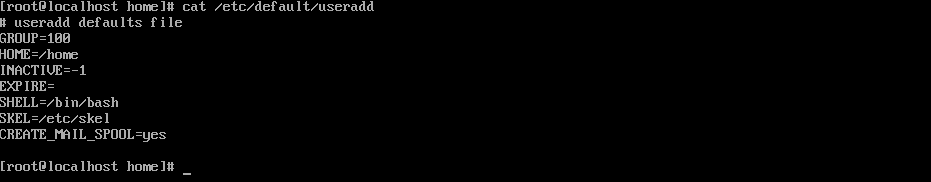 [root@localhost home]# cat /etc/default/useradd
# useradd defaults file
GROUP=100
HOME=/home
INACTIVE=-1
EXPIRE=
SHELL=/bin/bash
SKEL=/etc/skel
CREATE_MAIL_SPOOL=yes
[root@localhost home]# _